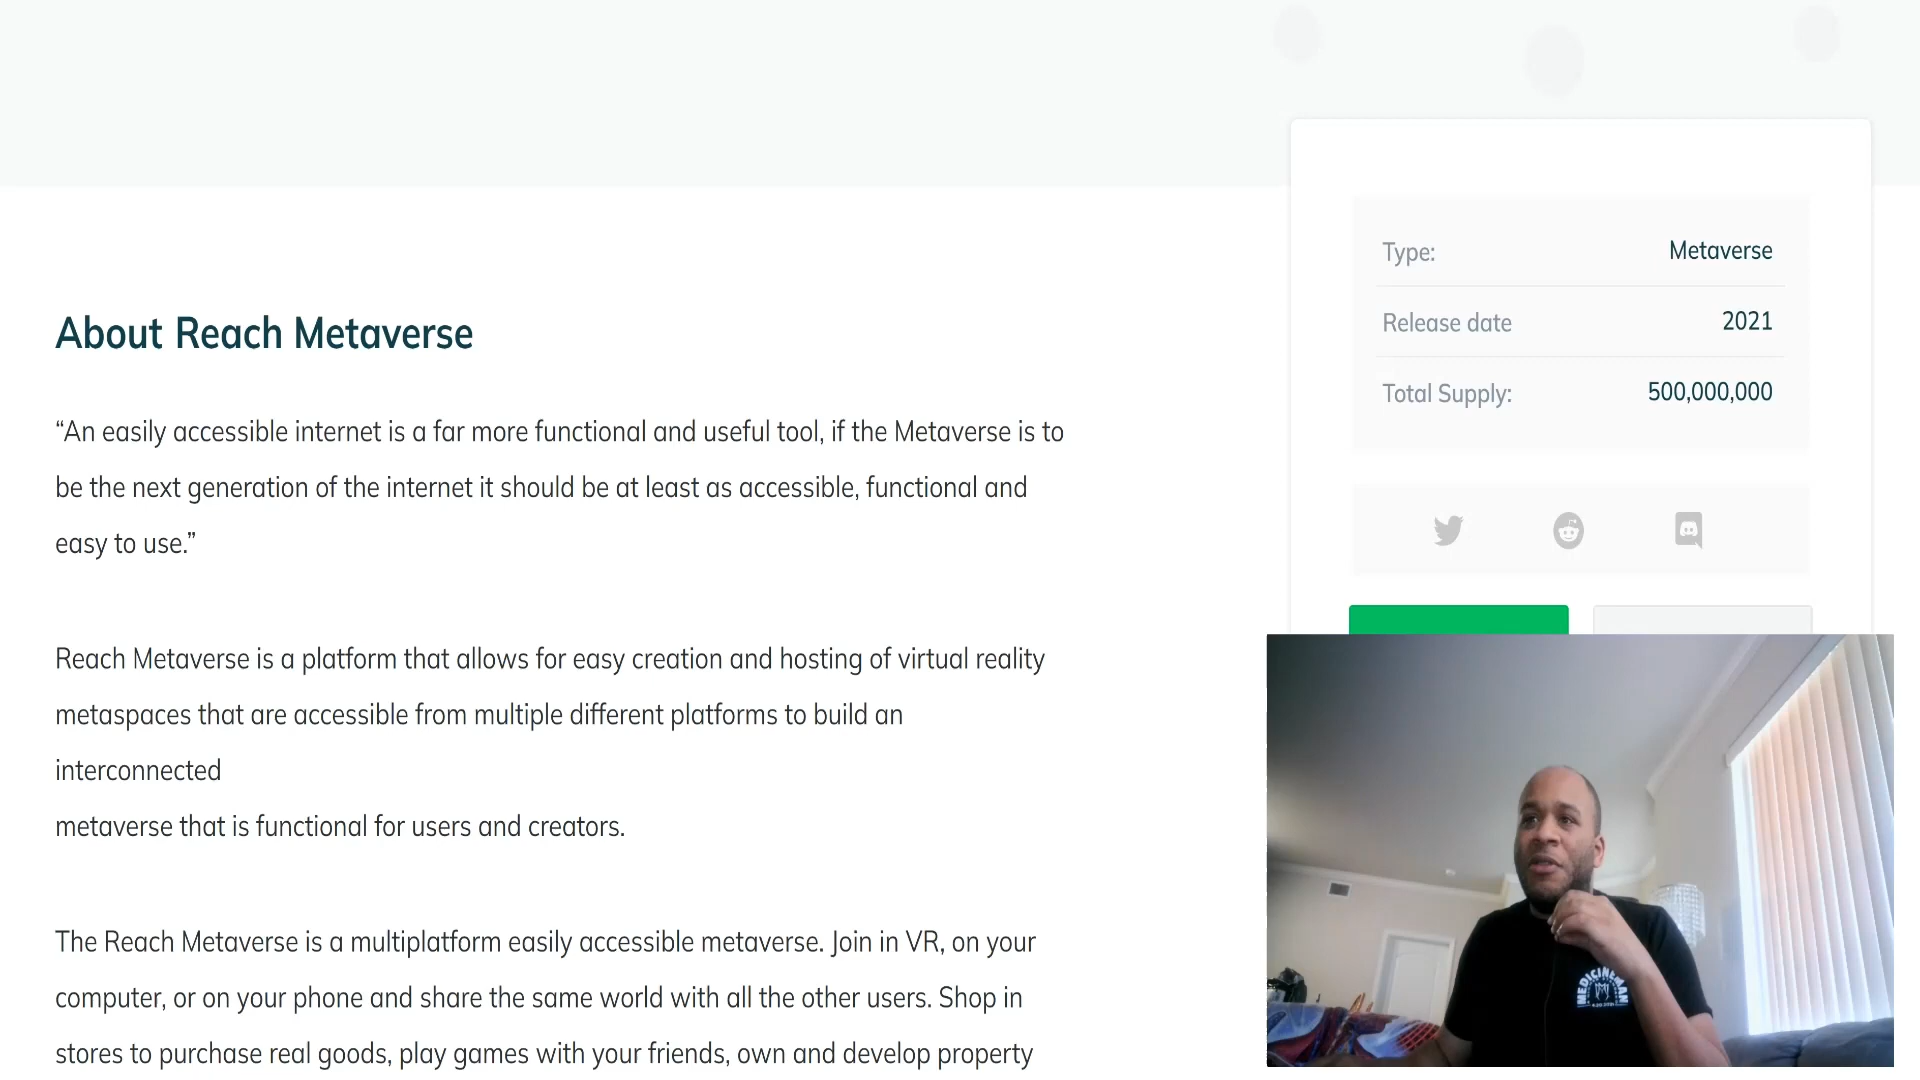 About Reach Metaverse
“An easily accessible internet is a far more functional and useful tool, if the Metaverse is to
be the next generation of the internet it should be at least as accessible, functional and
easy to use.”
Reach Metaverse is a platform that allows for easy creation and hosting of virtual reality
metaspaces that are accessible from multiple different platforms to build an
interconnected
metaverse that is functional for users and creators.
The Reach Metaverse is a multiplatform easily accessible metaverse. Join in VR, on your
computer, or on your phone and share the same world with all the other users. Shop in
stores to purchase real goods, play games with your friends, own and develop property
Type: Metaverse
Release date 2021
Total Supply: 500,000,000
MEDICINEMAN